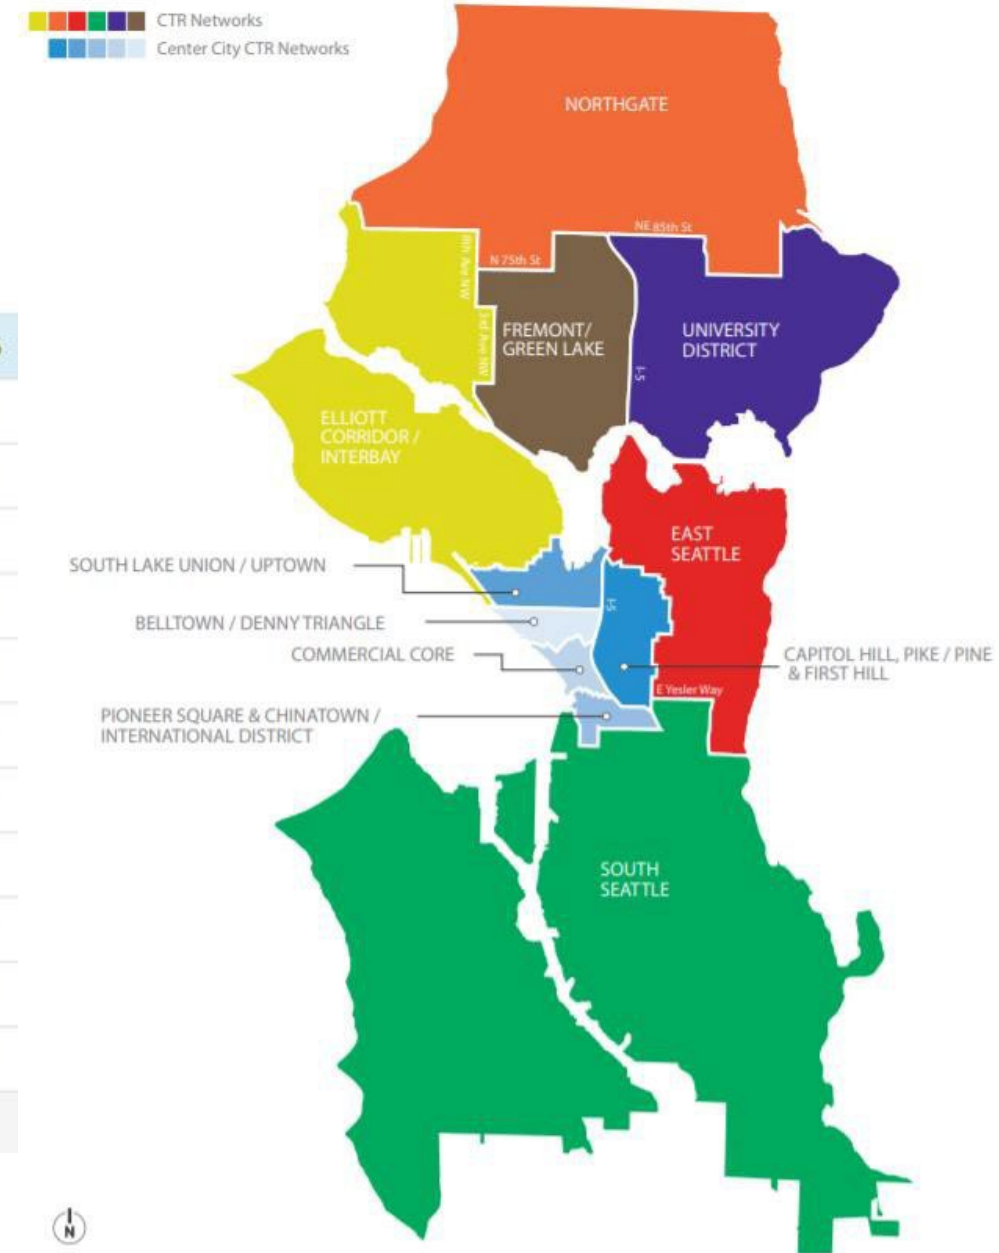 CTR Networks
Center City CTR Networks
NORTHGATE
NE 85th St
8th Ave NW
N 75th St
3rd Ave NW
FREMONT/
GREEN LAKE
UNIVERSITY
DISTRICT
I-5
ELLIOTT
CORRIDOR /
INTERBAY
EAST
SEATTLE
SOUTH LAKE UNION / UPTOWN
I-5
BELLTOWN / DENNY TRIANGLE
COMMERCIAL CORE
CAPITOL HILL, PIKE / PINE
& FIRST HILL
E Yesler Way
PIONEER SQUARE & CHINATOWN /
INTERNATIONAL DISTRICT
SOUTH
SEATTLE
N